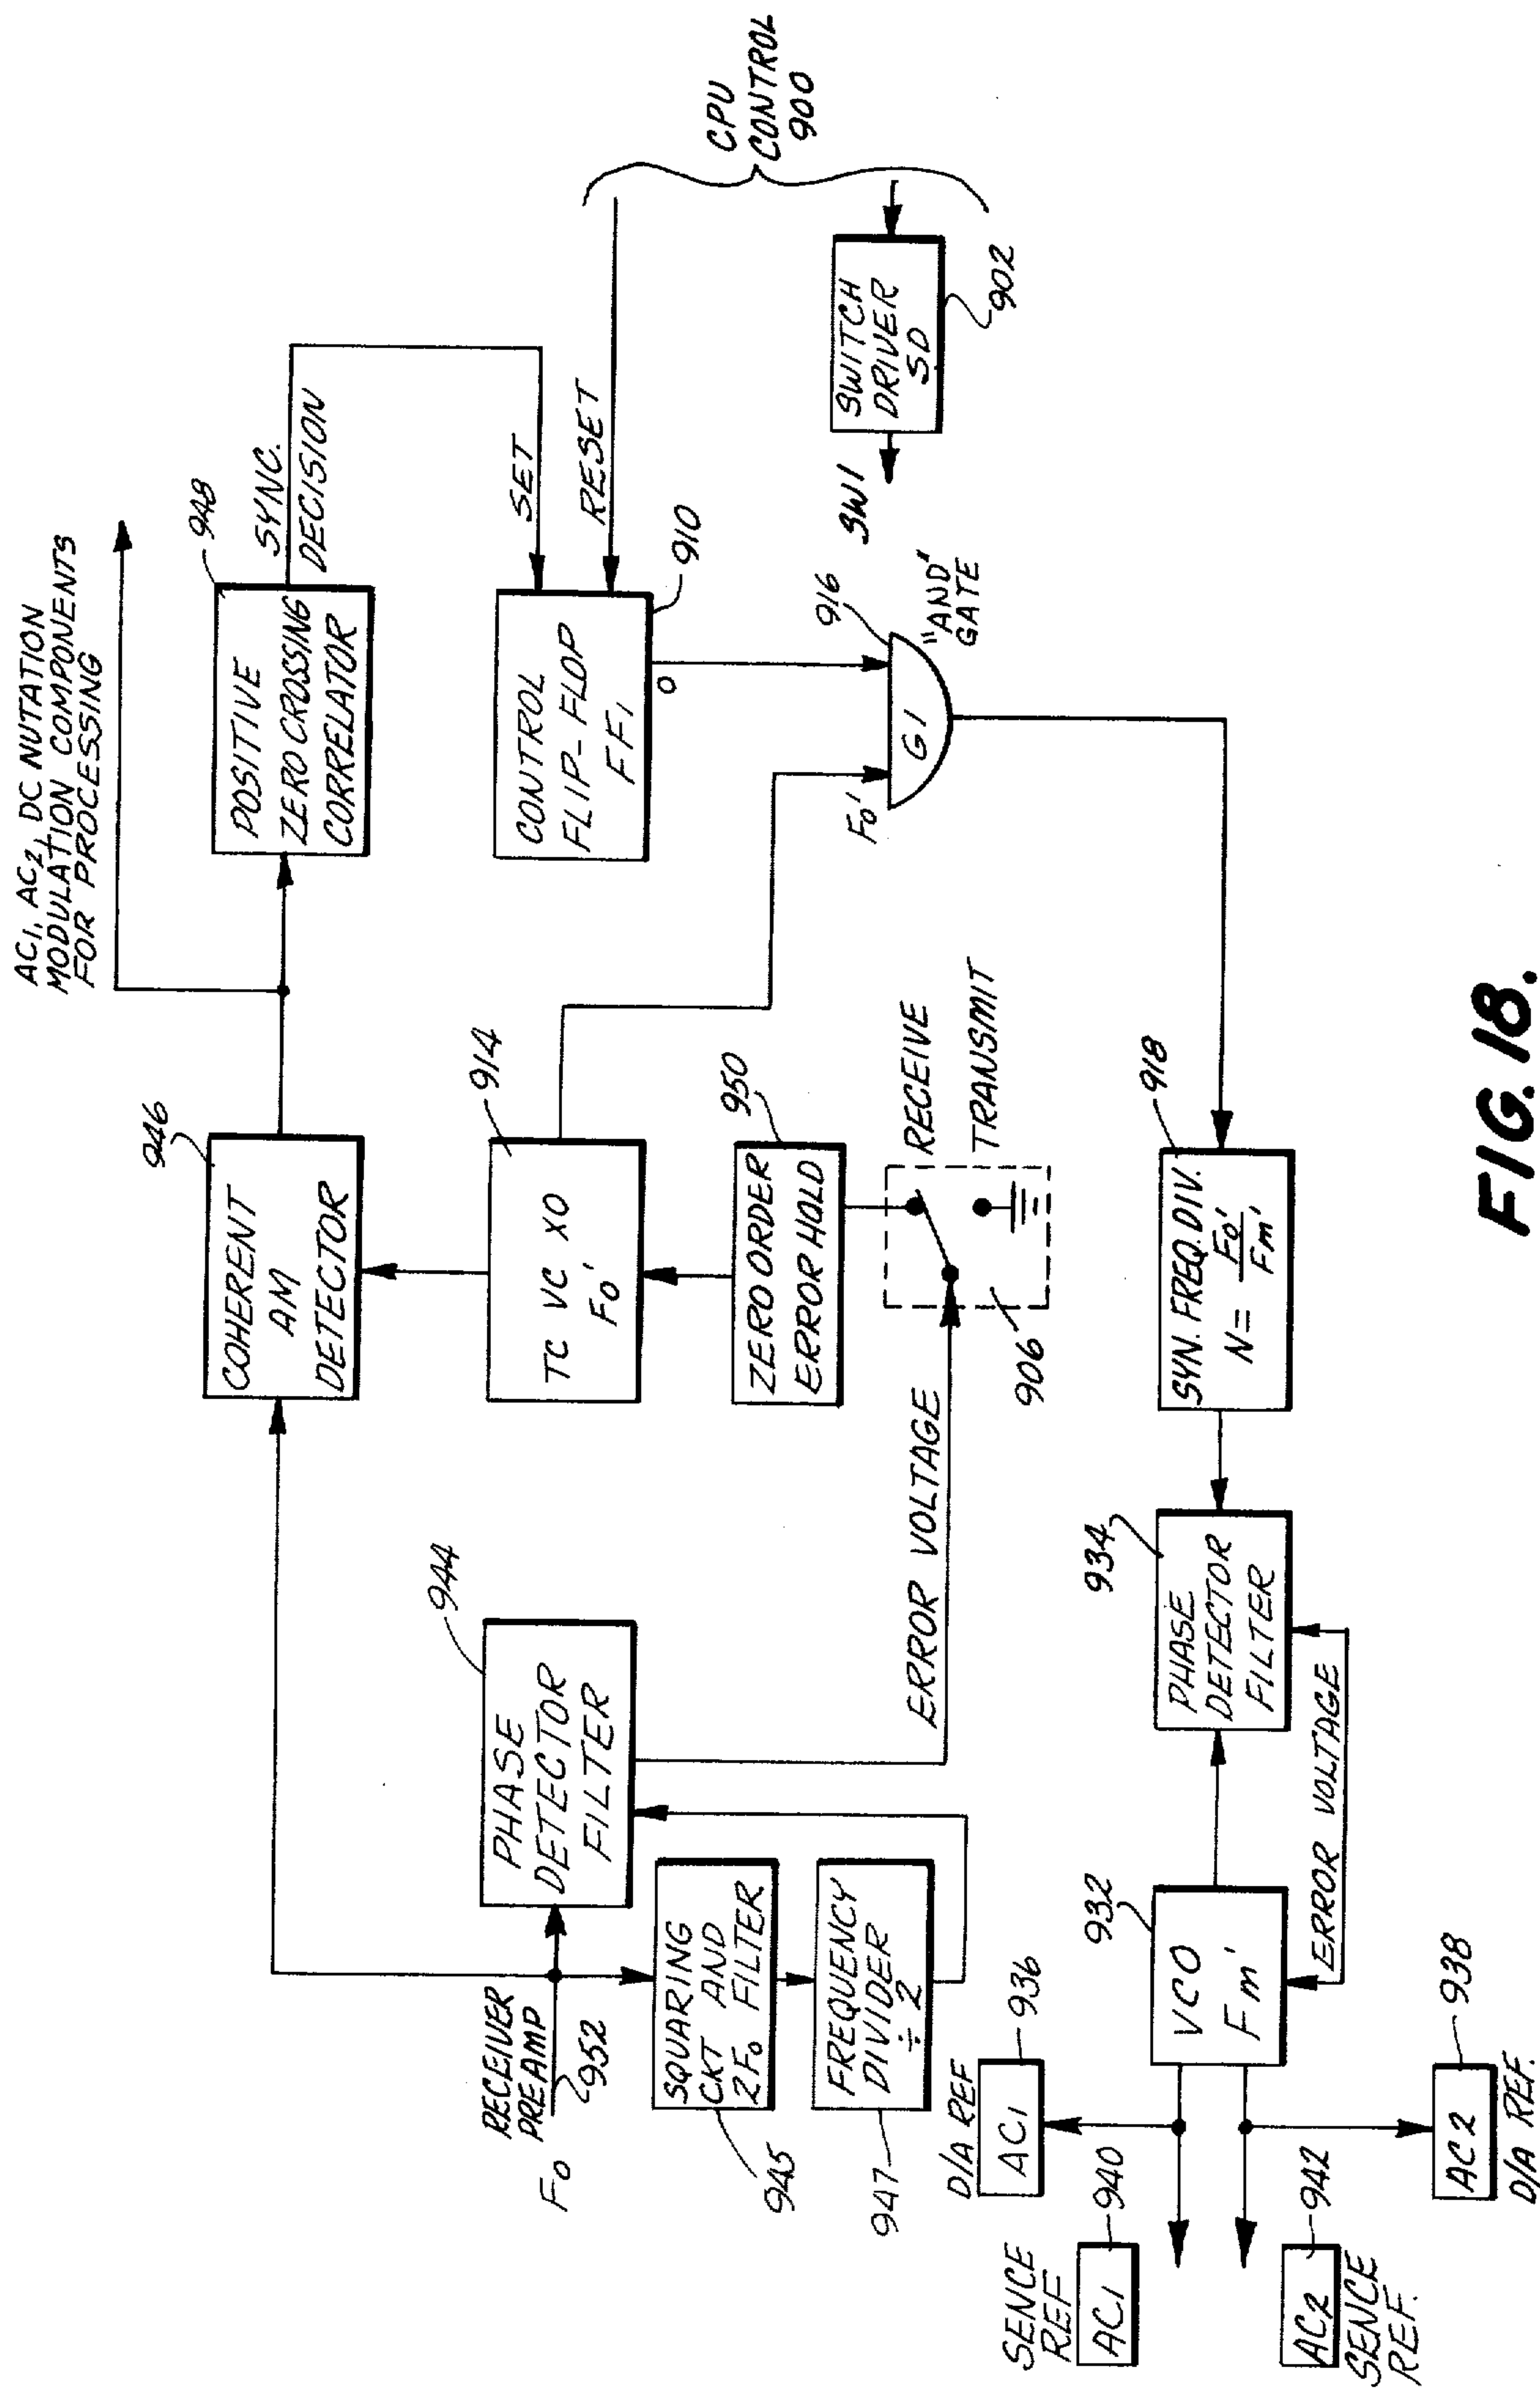 AC1, AC2, DC NUTATION
MODULATION COMPONENTS
FOR PROCESSING
946
COHERENT
AM
DETECTOR
948
POSITIVE
ZERO CROSSING
CORRELATOR
SYNC.
DECISION
SET
RESET
CPU
CONTROL
900
944
PHASE
DETECTOR
FILTER
914
TC VC XO
Fo'
CONTROL
FLIP-FLOP
FF1
910
0
RECEIVER
PREAMP
952
Fo
SQUARING
CKT AND
2Fo FILTER
945
FREQUENCY
DIVIDER
÷ 2
947
ERROR VOLTAGE
950
ZERO ORDER
ERROR HOLD
RECEIVE
TRANSMIT
906
Fo'
G1
916
"AND"
GATE
SW1
SWITCH
DRIVER
SD
902
D/A REF
AC1
936
SENCE
REF
AC1
940
932
VCO
Fm'
934
PHASE
DETECTOR
FILTER
918
SYN. FREQ. DIV.
N = Fo'
Fm'
ERROR VOLTAGE
942
AC2
SENCE
REF.
938
AC2
D/A REF.
FIG. 18.